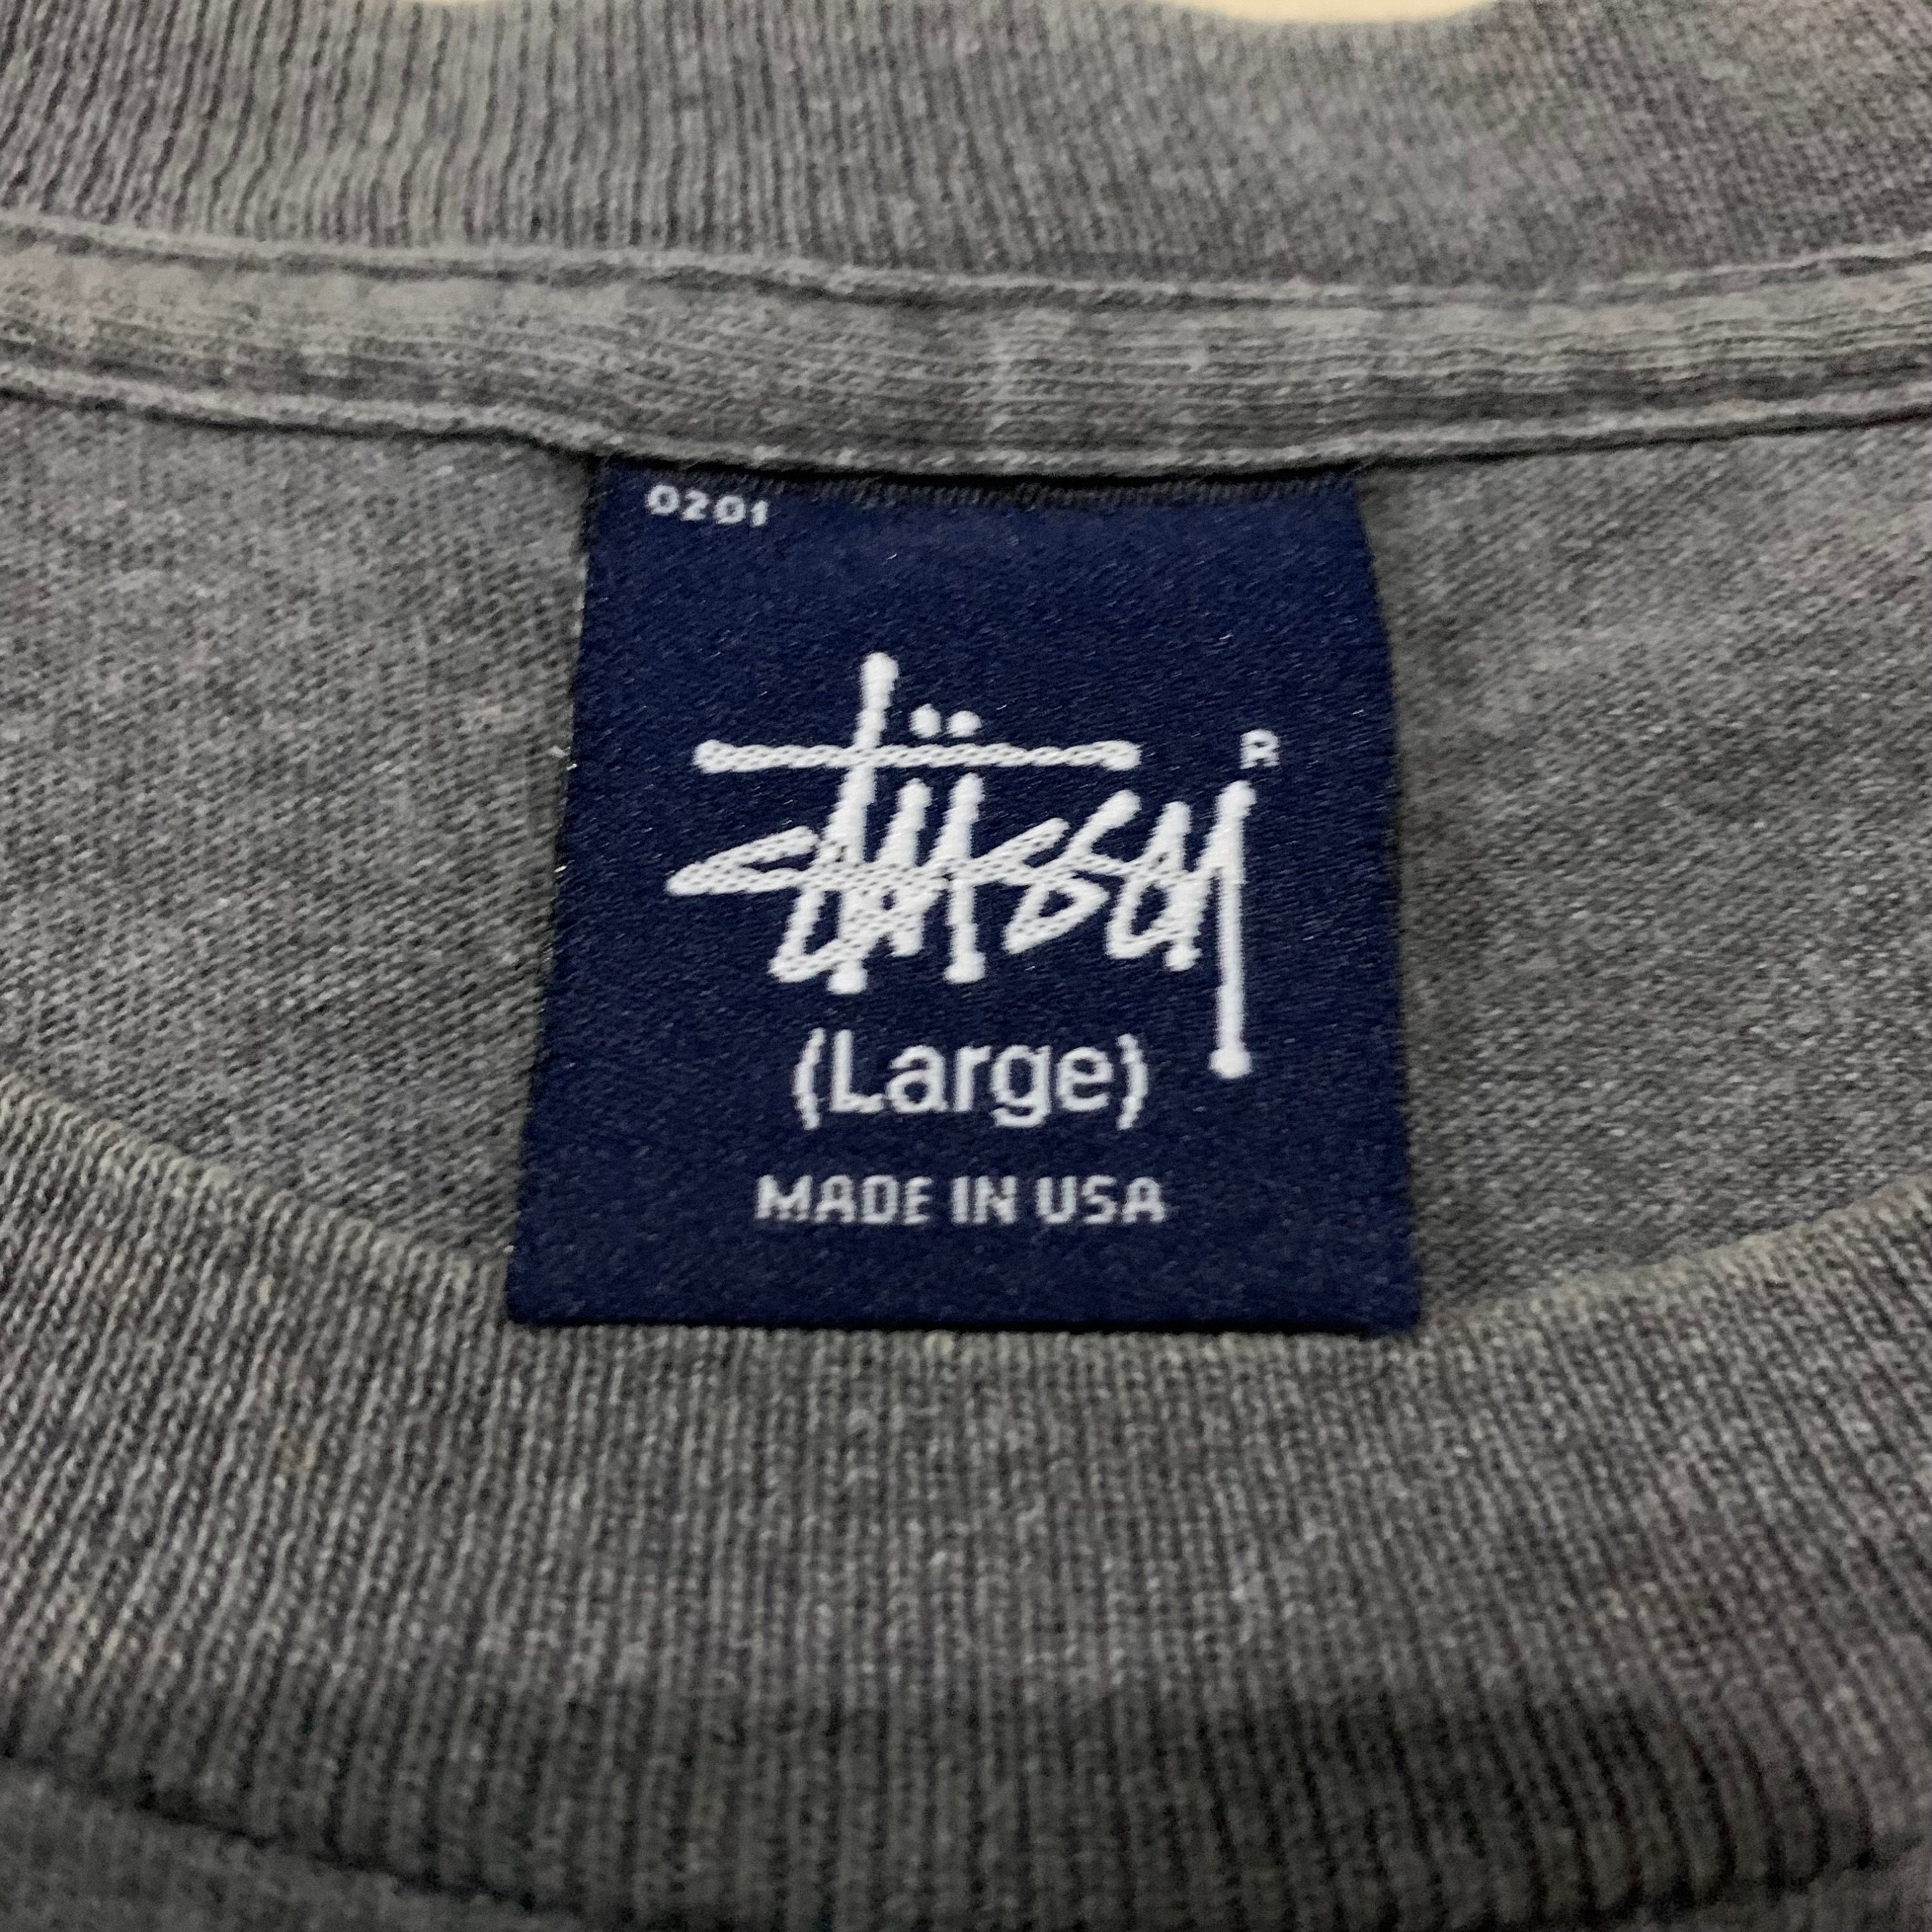 0201
Stüssy
R
(Large)
MADE IN USA